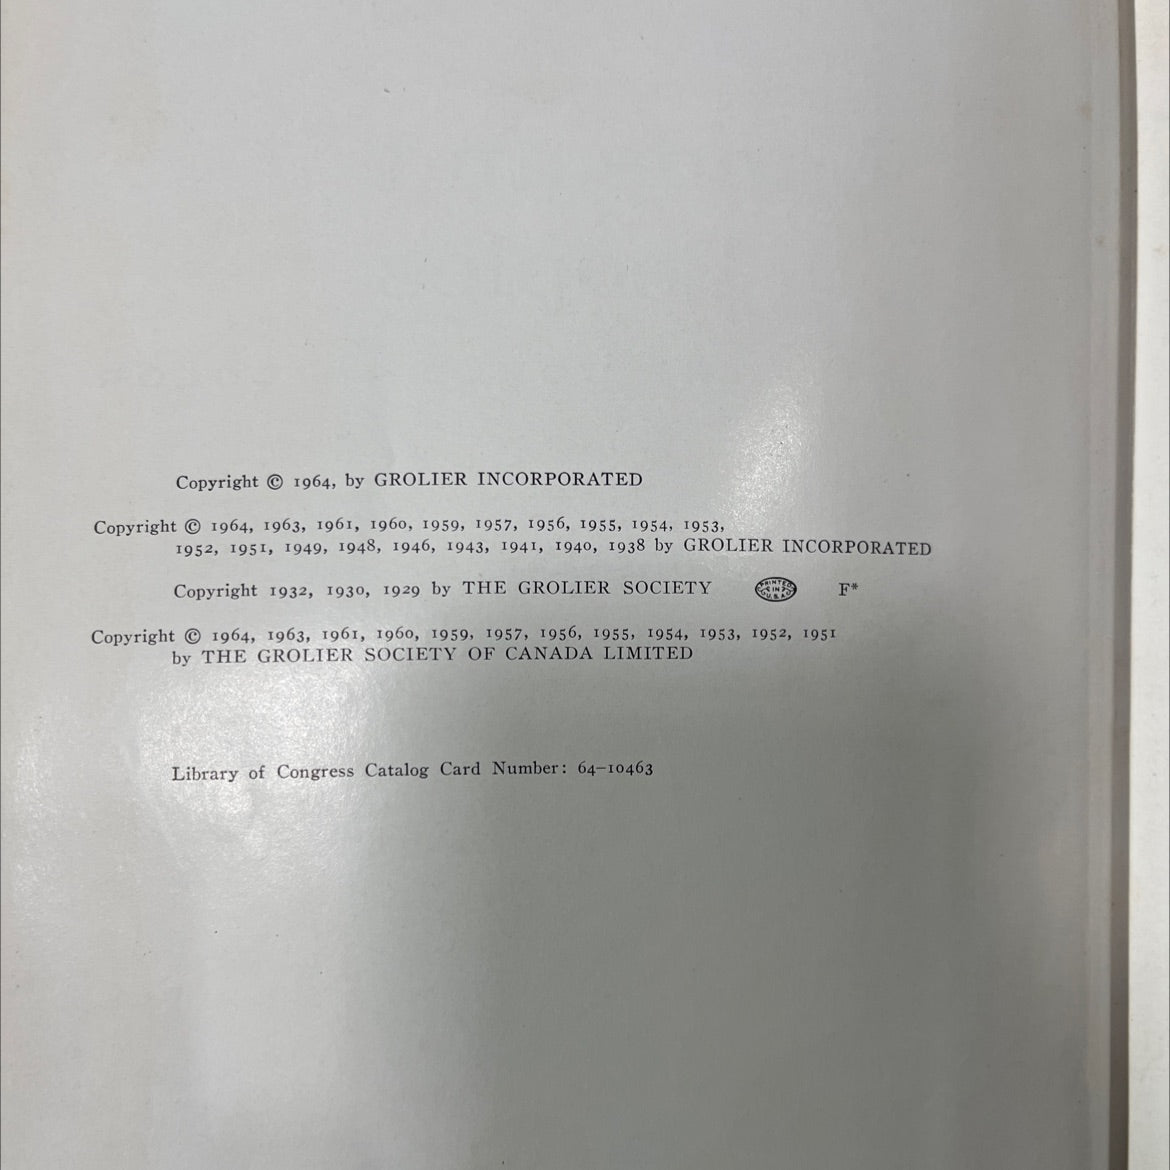 Copyright © 1964, by GROLIER INCORPORATED
Copyright © 1964, 1963, 1961, 1960, 1959, 1957, 1956, 1955, 1954, 1953,
1952, 1951, 1949, 1948, 1946, 1943, 1941, 1940, 1938 by GROLIER INCORPORATED
Copyright 1932, 1930, 1929 by THE GROLIER SOCIETY PRINTED IN U.S.A. F*
Copyright © 1964, 1963, 1961, 1960, 1959, 1957, 1956, 1955, 1954, 1953, 1952, 1951
by THE GROLIER SOCIETY OF CANADA LIMITED
Library of Congress Catalog Card Number: 64–10463